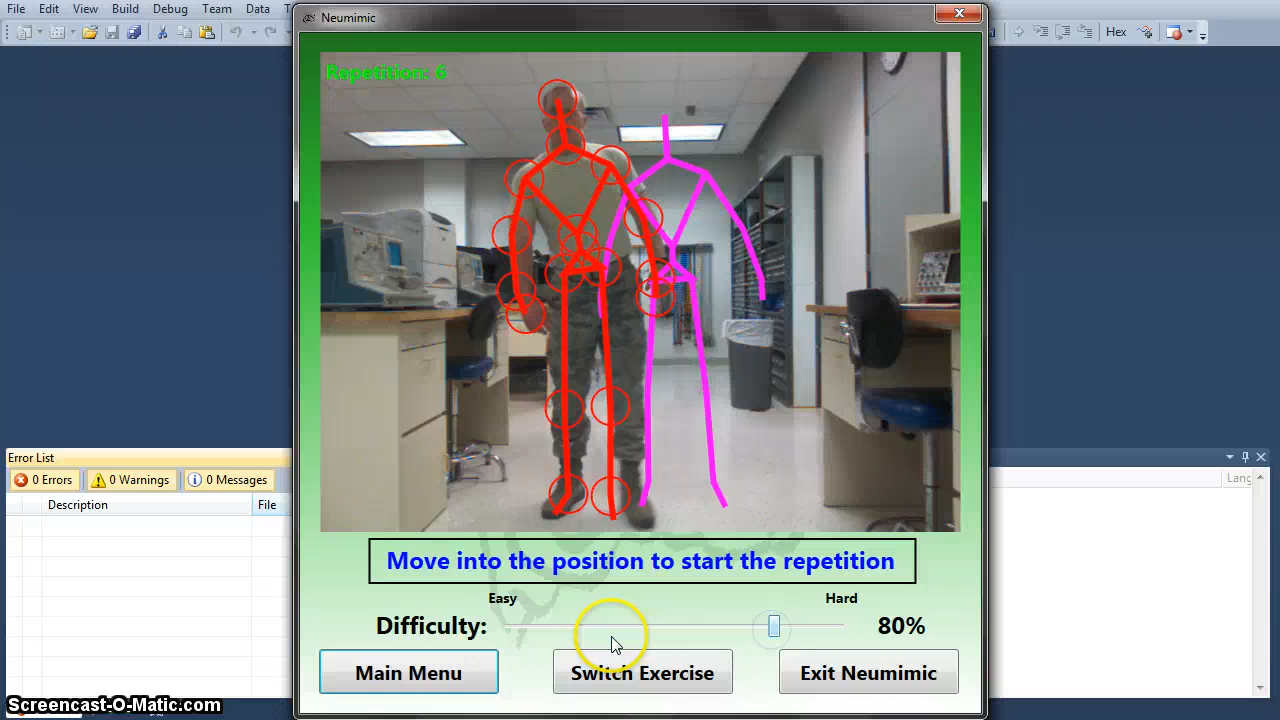 File Edit View Build Debug Team Data
Neumimic
Hex
Repetition: 6
Error List
0 Errors
0 Warnings
0 Messages
Description
File
Lang
Move into the position to start the repetition
Easy
Hard
Difficulty:
80%
Main Menu
Switch Exercise
Exit Neumimic
Screencast-O-Matic.com